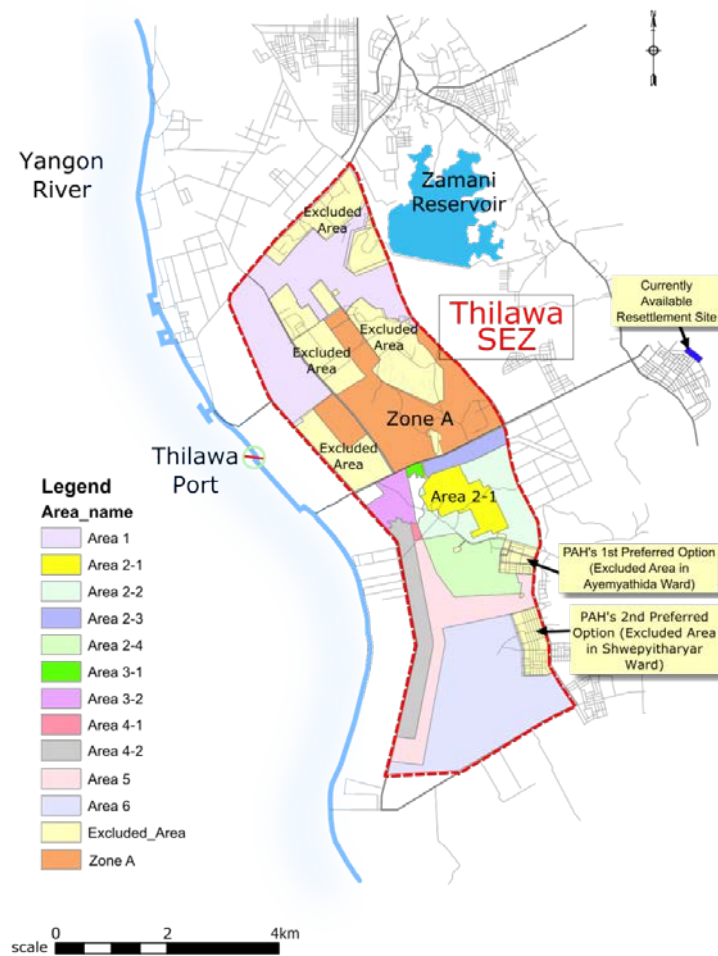 N
Yangon
River
Zamani
Reservoir
Excluded
Area
Currently
Available
Resettlement Site
Thilawa
SEZ
Excluded
Area
Excluded
Area
Zone A
Excluded
Area
Thilawa
Port
Area 2-1
PAH's 1st Preferred Option
(Excluded Area in
Ayemyathida Ward)
PAH's 2nd Preferred
Option (Excluded Area
in Shwepyitharyar
Ward)
Legend
Area_name
Area 1
Area 2-1
Area 2-2
Area 2-3
Area 2-4
Area 3-1
Area 3-2
Area 4-1
Area 4-2
Area 5
Area 6
Excluded_Area
Zone A
0 2 4km
scale